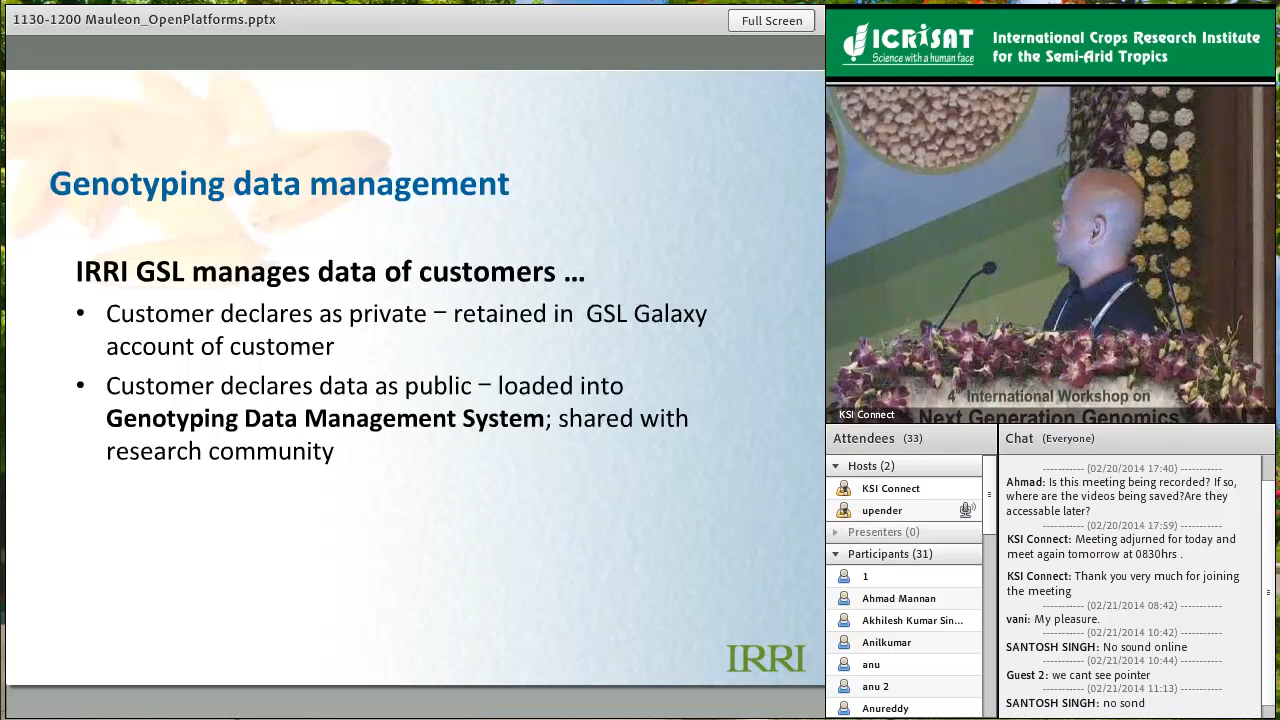 1130-1200 Mauleon_OpenPlatforms.pptx
Full Screen
Genotyping data management
IRRI GSL manages data of customers ...
• Customer declares as private – retained in GSL Galaxy
account of customer
• Customer declares data as public – loaded into
Genotyping Data Management System; shared with
research community
IRRI
ICRISAT
Science with a human face
International Crops Research Institute
for the Semi-Arid Tropics
4th International Workshop on
Next Generation Genomics
KSI Connect
Attendees (33)
Hosts (2)
KSI Connect
upender
Presenters (0)
Participants (31)
1
Ahmad Mannan
Akhilesh Kumar Sin...
Anilkumar
anu
anu 2
Anureddy
Chat (Everyone)
---------- (02/20/2014 17:40) ----------
Ahmad: Is this meeting being recorded? If so,
where are the videos being saved?Are they
accessable later?
---------- (02/20/2014 17:59) ----------
KSI Connect: Meeting adjurned for today and
meet again tomorrow at 0830hrs .
KSI Connect: Thank you very much for joining
the meeting
---------- (02/21/2014 08:42) ----------
vani: My pleasure.
---------- (02/21/2014 10:42) ----------
SANTOSH SINGH: No sound online
---------- (02/21/2014 10:44) ----------
Guest 2: we cant see pointer
---------- (02/21/2014 11:13) ----------
SANTOSH SINGH: no sond